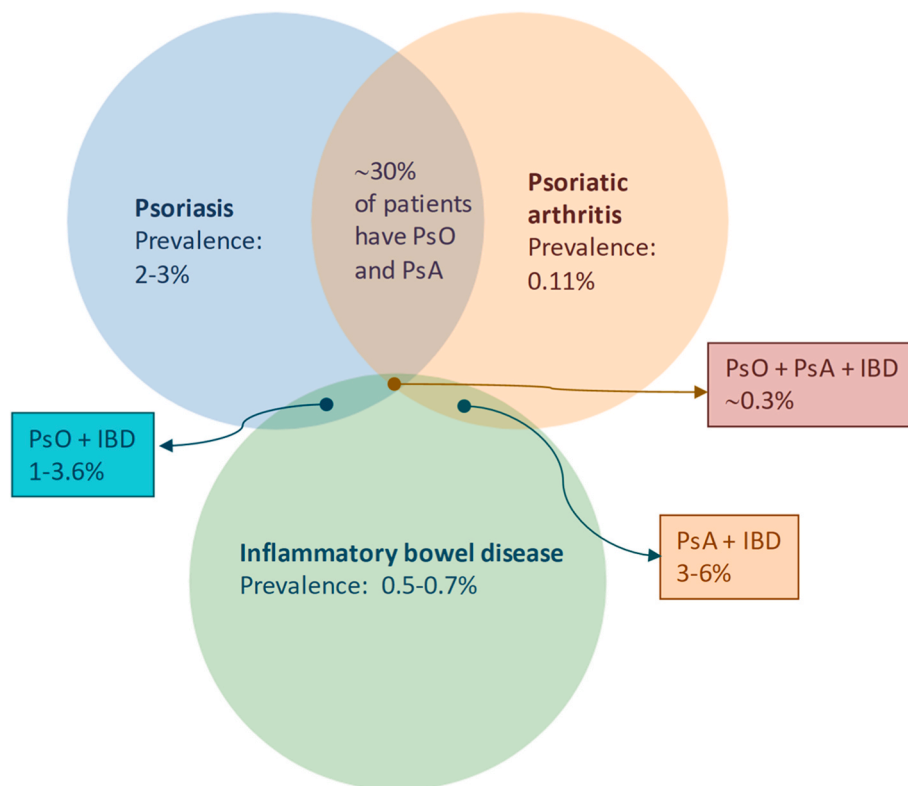 Psoriasis
Prevalence:
2-3%
~30%
of patients
have PsO
and PsA
Psoriatic
arthritis
Prevalence:
0.11%
PsO + PsA + IBD
~0.3%
PsO + IBD
1-3.6%
PsA + IBD
3-6%
Inflammatory bowel disease
Prevalence: 0.5-0.7%